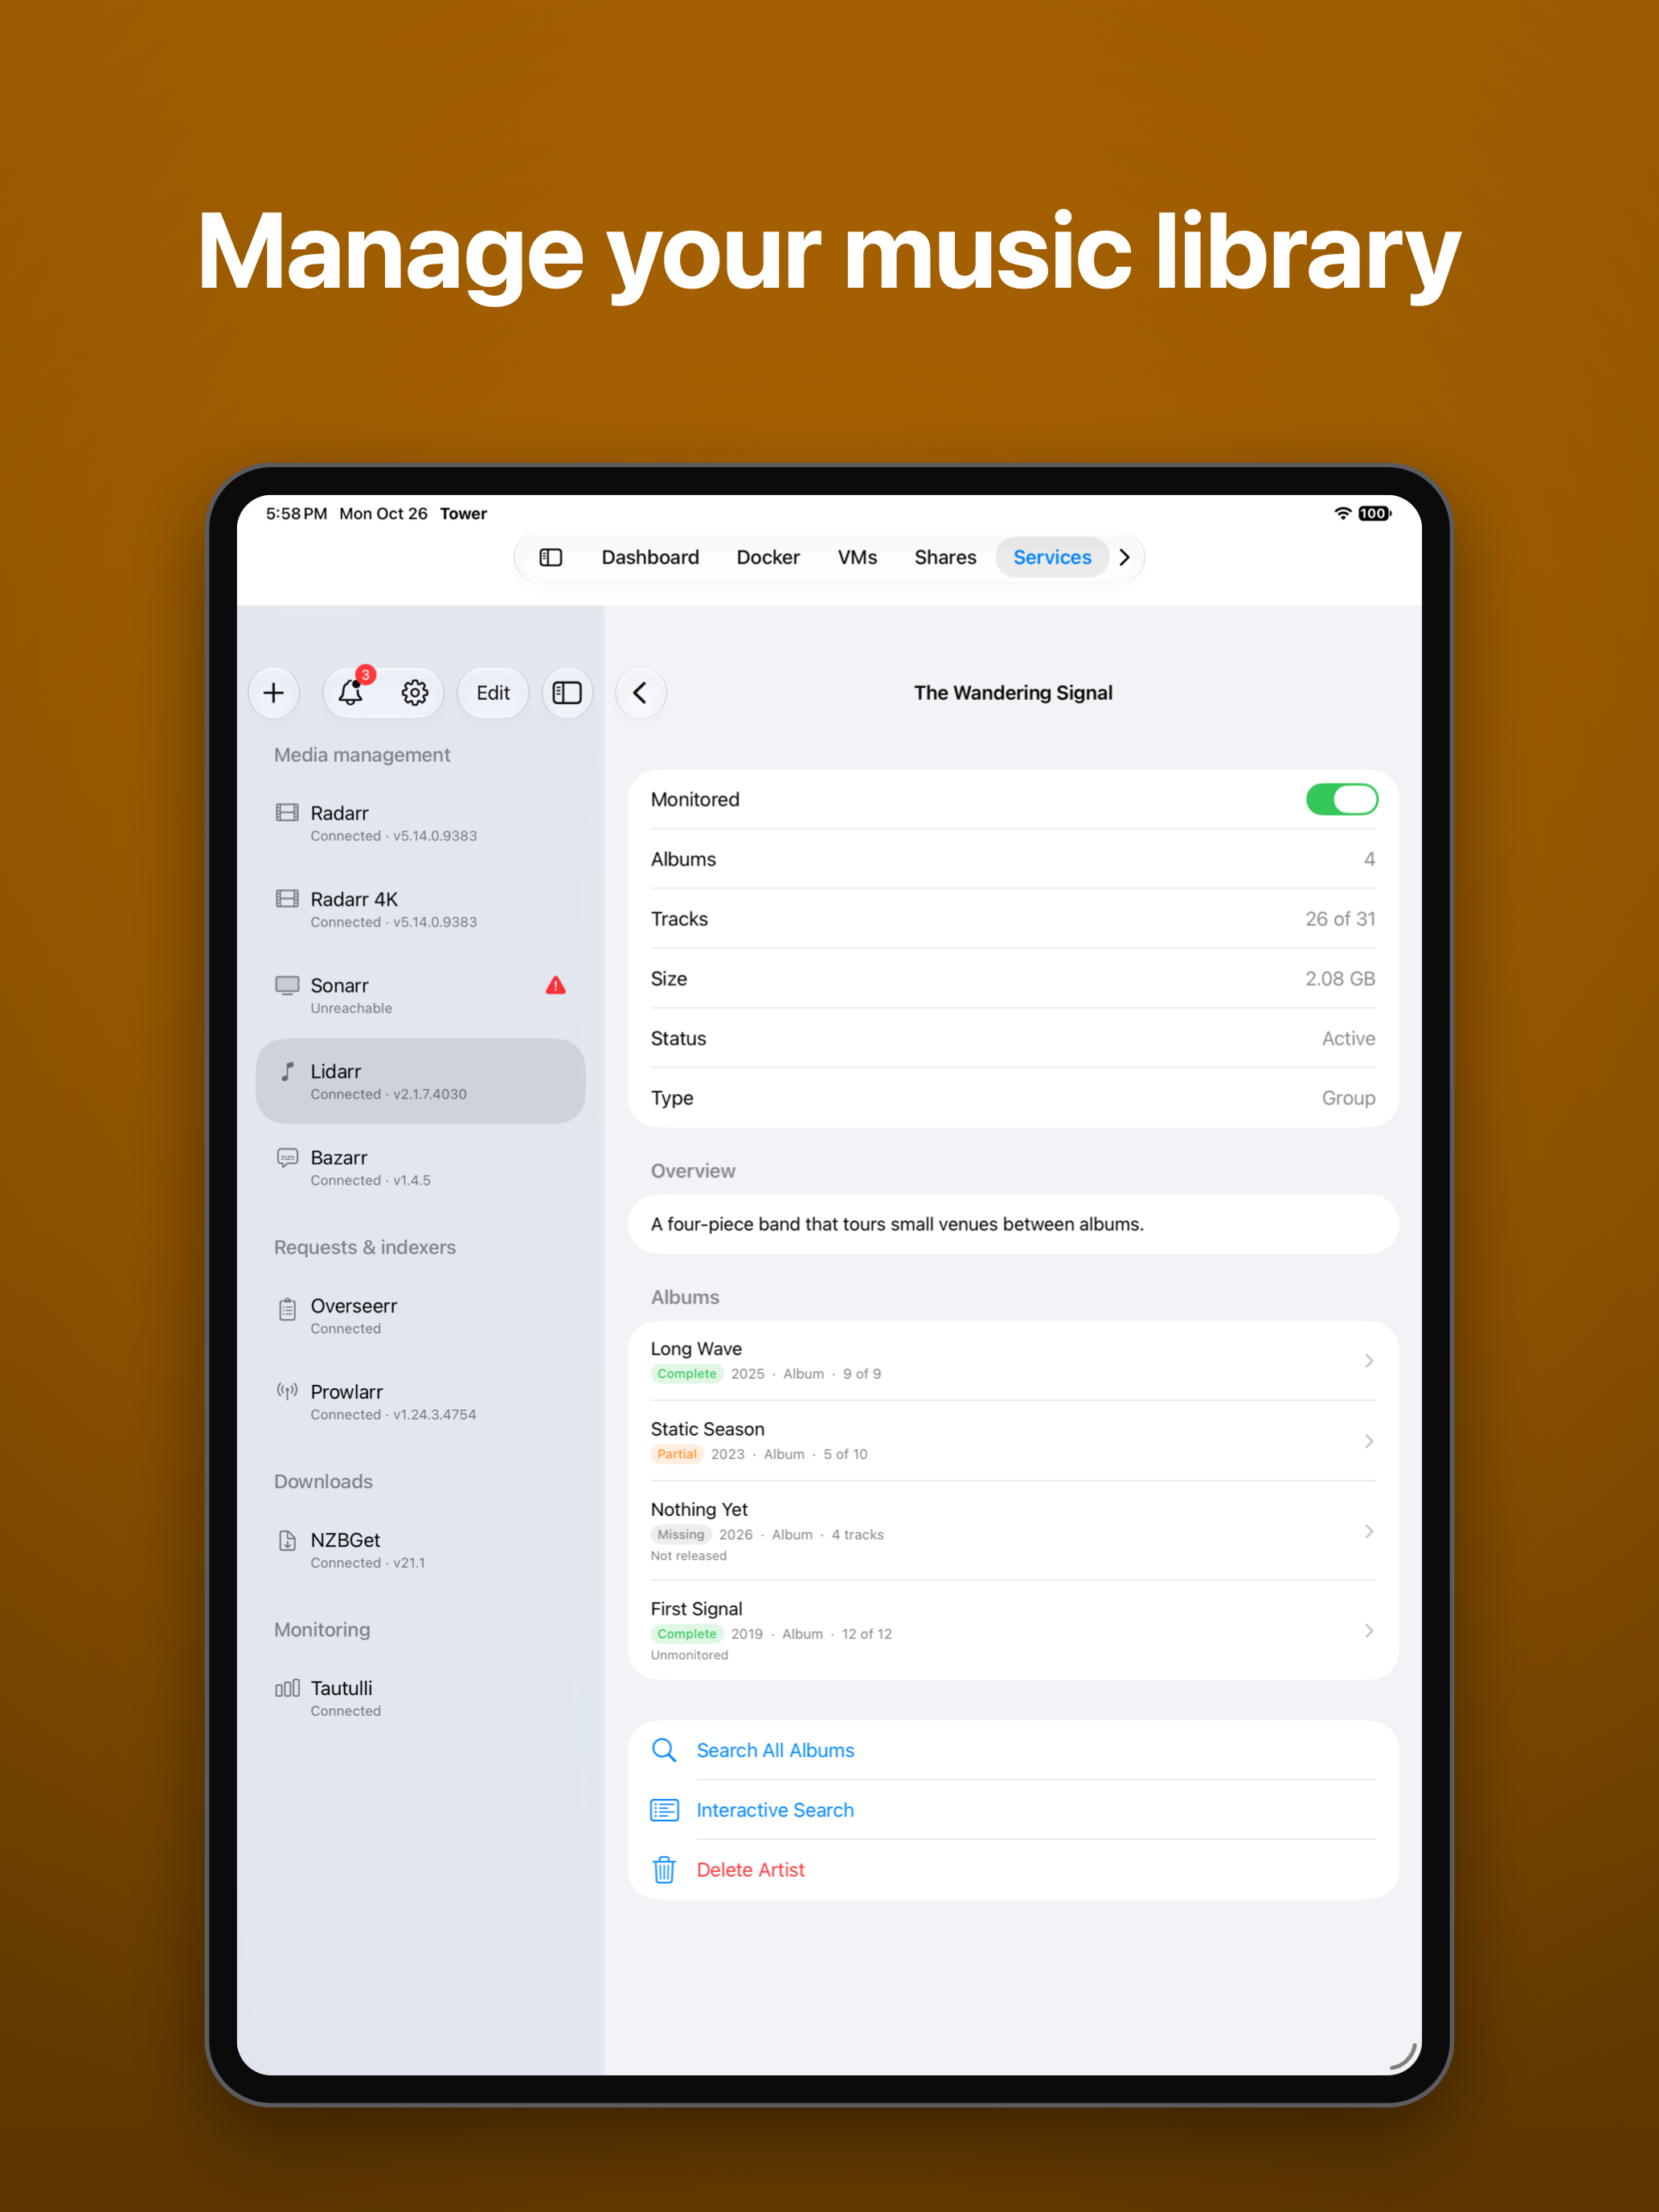 Manage your music library
5:58 PM Mon Oct 26 Tower
100
Dashboard Docker VMs Shares Services
3
Edit
The Wandering Signal
Media management
Radarr
Connected · v5.14.0.9383
Radarr 4K
Connected · v5.14.0.9383
Sonarr
Unreachable
Lidarr
Connected · v2.1.7.4030
Bazarr
Connected · v1.4.5
Requests & indexers
Overseerr
Connected
Prowlarr
Connected · v1.24.3.4754
Downloads
NZBGet
Connected · v21.1
Monitoring
Tautulli
Connected
Monitored
Albums 4
Tracks 26 of 31
Size 2.08 GB
Status Active
Type Group
Overview
A four-piece band that tours small venues between albums.
Albums
Long Wave
Complete 2025 · Album · 9 of 9
Static Season
Partial 2023 · Album · 5 of 10
Nothing Yet
Missing 2026 · Album · 4 tracks
Not released
First Signal
Complete 2019 · Album · 12 of 12
Unmonitored
Search All Albums
Interactive Search
Delete Artist